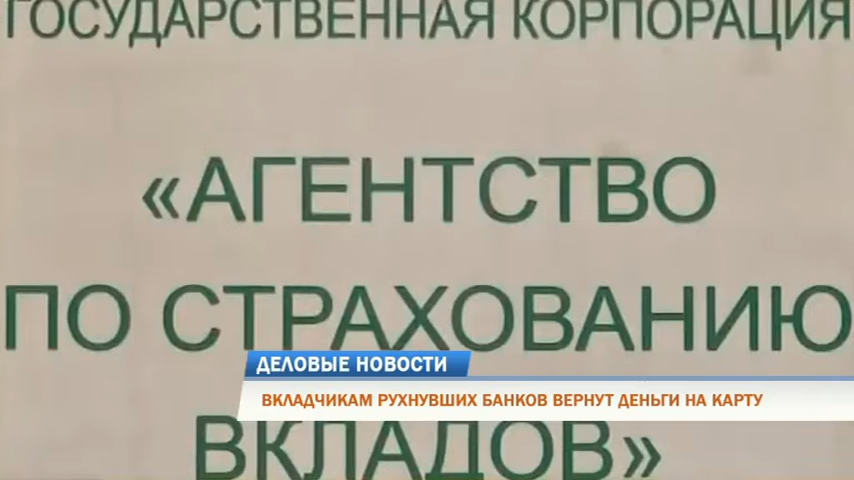 ГОСУДАРСТВЕННАЯ КОРПОРАЦИЯ
«АГЕНТСТВО
ПО СТРАХОВАНИЮ
ДЕЛОВЫЕ НОВОСТИ
ВКЛАДЧИКАМ РУХНУВШИХ БАНКОВ ВЕРНУТ ДЕНЬГИ НА КАРТУ
ВКЛАДОВ»